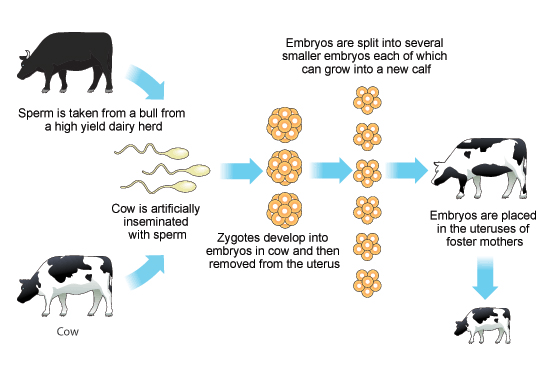 Embryos are split into several
smaller embryos each of which
can grow into a new calf
Sperm is taken from a bull from
a high yield dairy herd
Cow is artificially
inseminated
with sperm
Zygotes develop into
embryos in cow and then
removed from the uterus
Embryos are placed
in the uteruses of
foster mothers
Cow